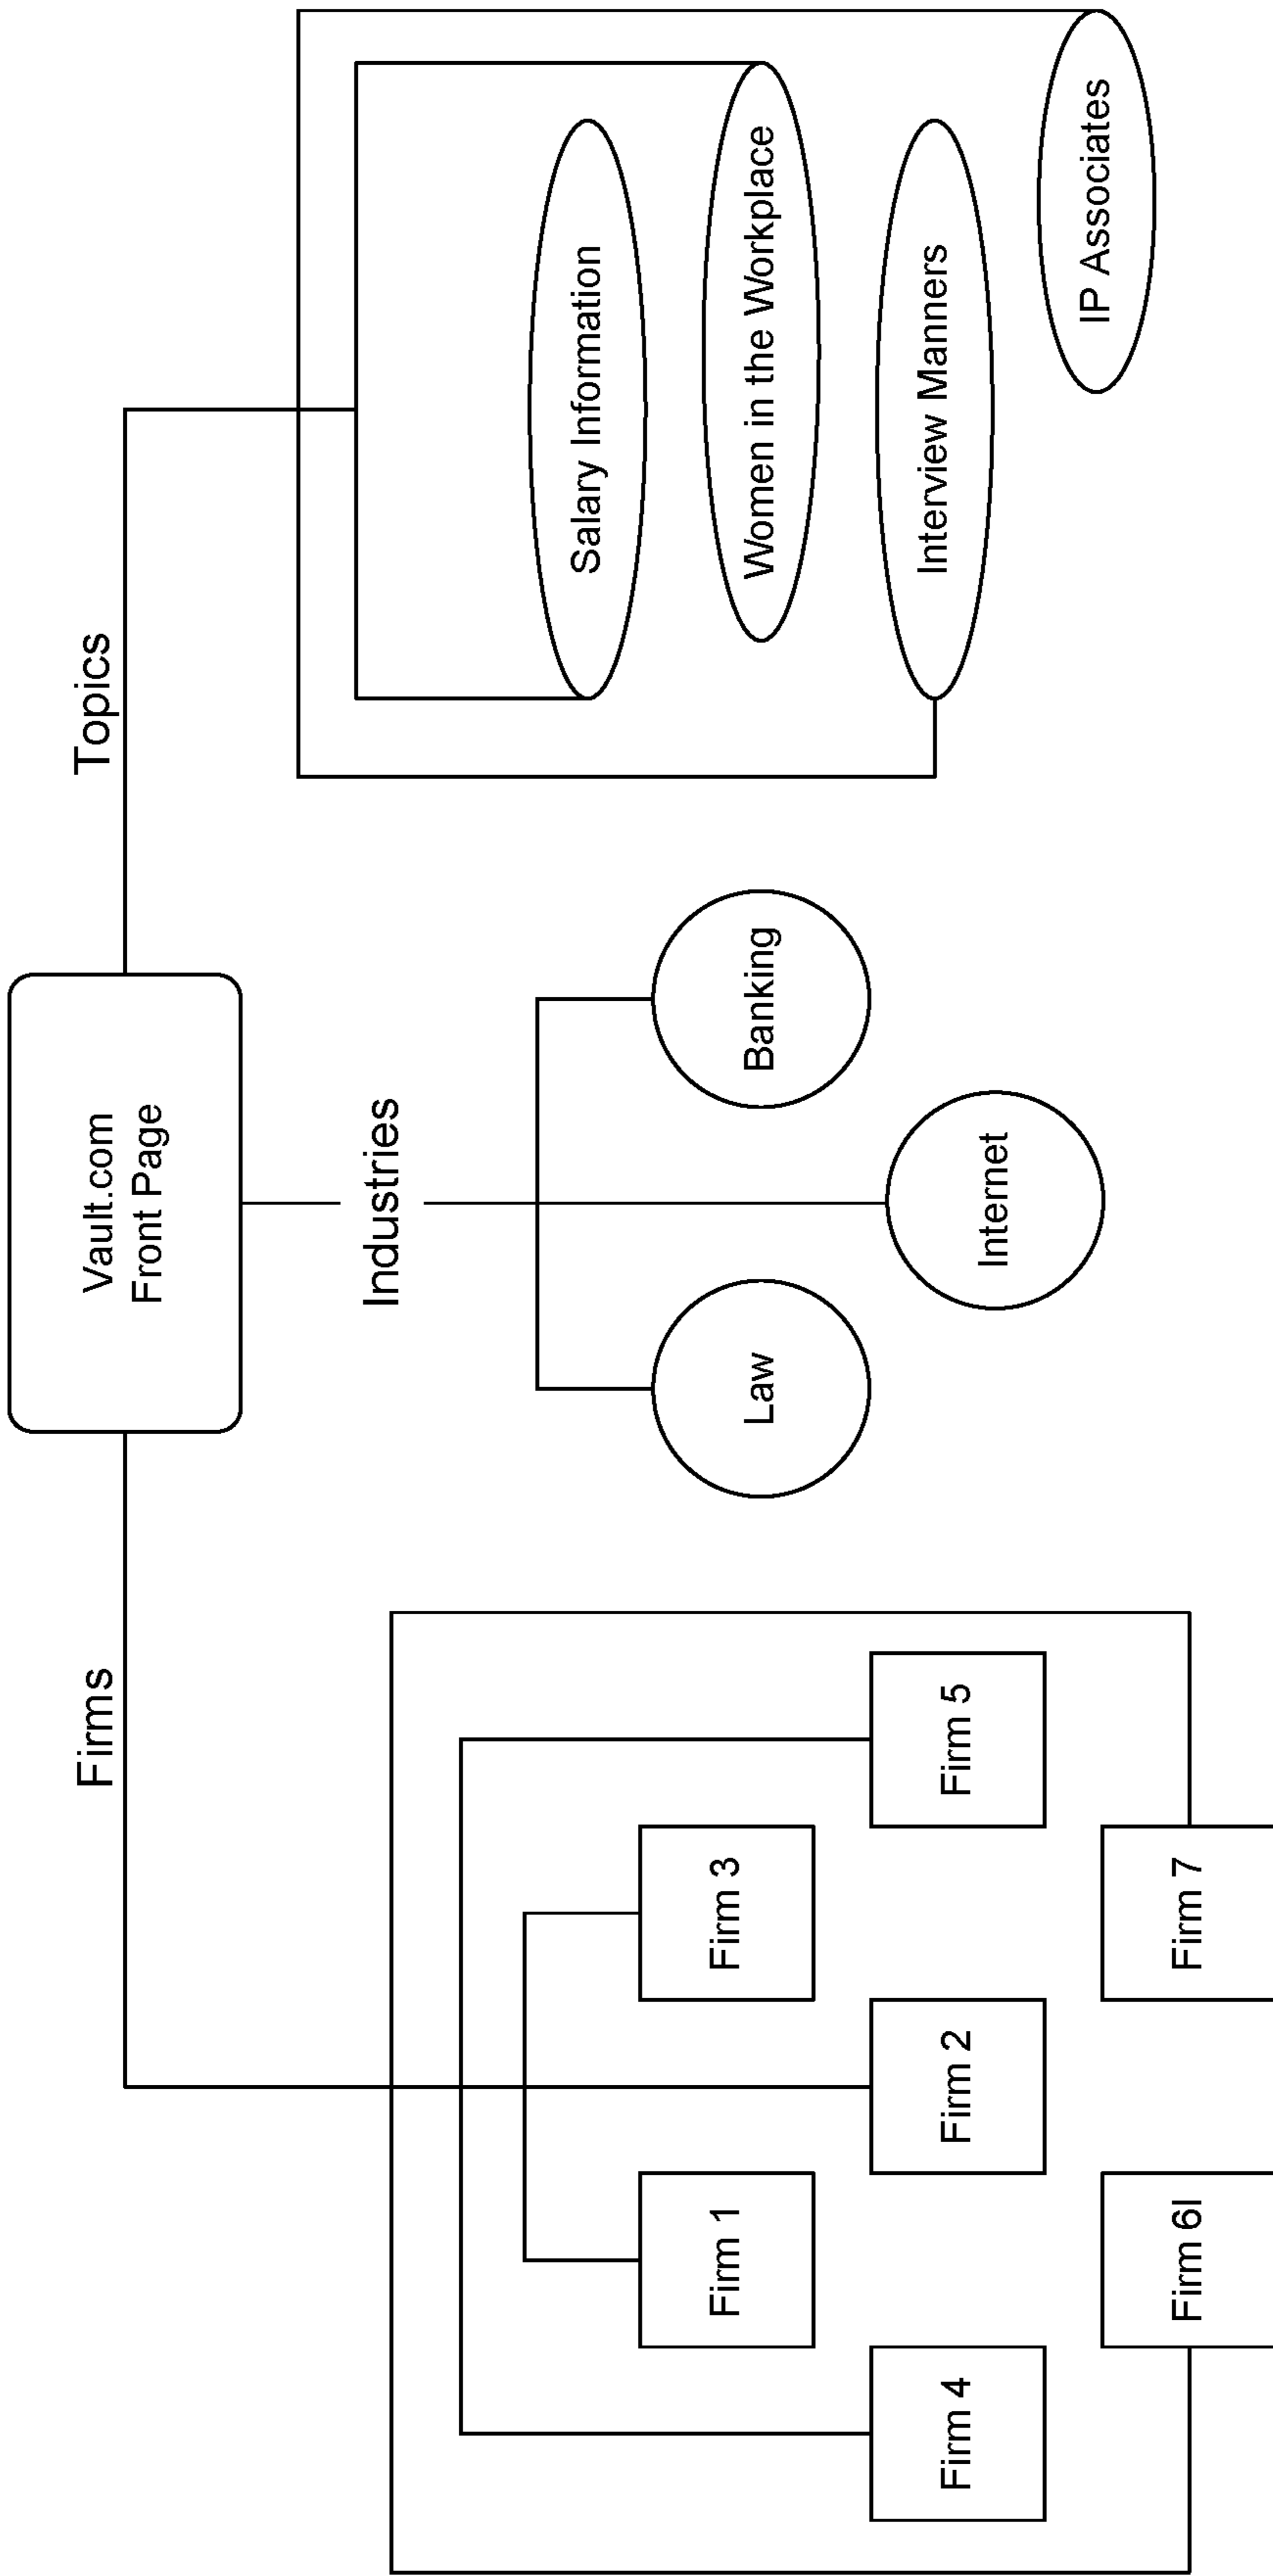 Vault.com
Front Page
Firms
Industries
Topics
Firm 1
Firm 3
Firm 4
Firm 2
Firm 5
Firm 6I
Firm 7
Law
Banking
Internet
Salary Information
Women in the Workplace
Interview Manners
IP Associates